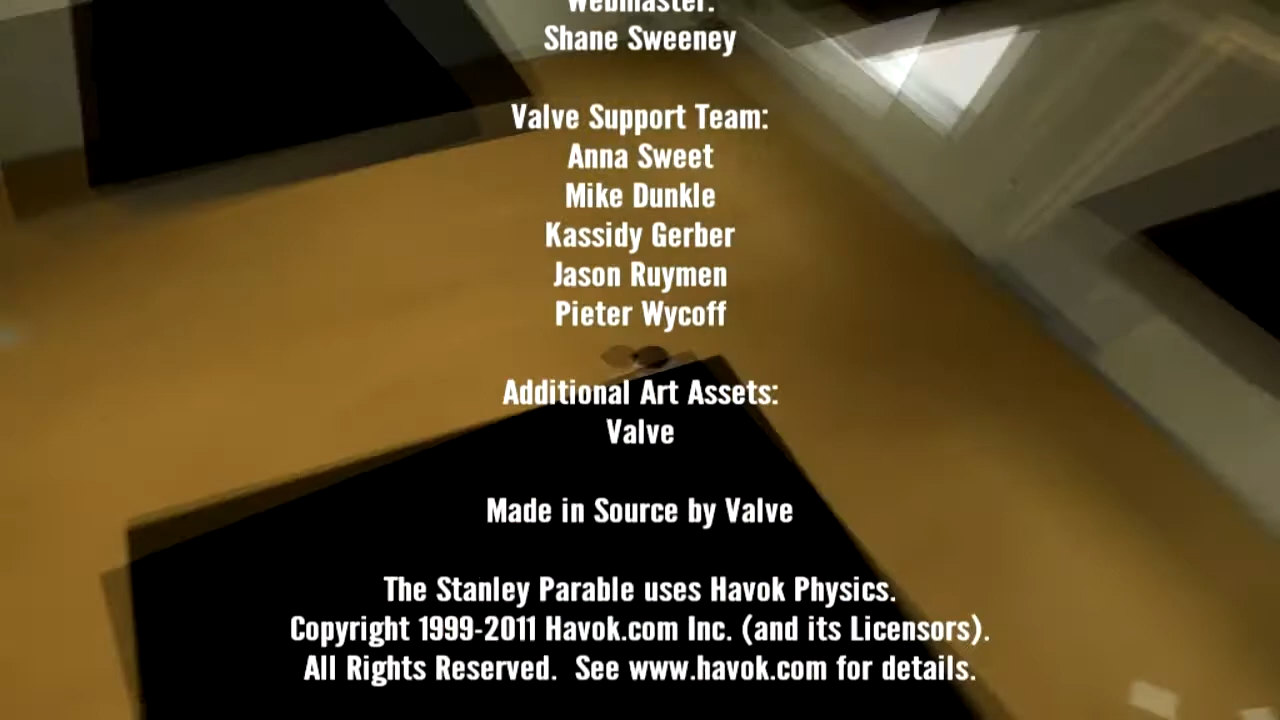 Webmaster:
Shane Sweeney
Valve Support Team:
Anna Sweet
Mike Dunkle
Kassidy Gerber
Jason Ruymen
Pieter Wycoff
Additional Art Assets:
Valve
Made in Source by Valve
The Stanley Parable uses Havok Physics.
Copyright 1999-2011 Havok.com Inc. (and its Licensors).
All Rights Reserved.  See www.havok.com for details.